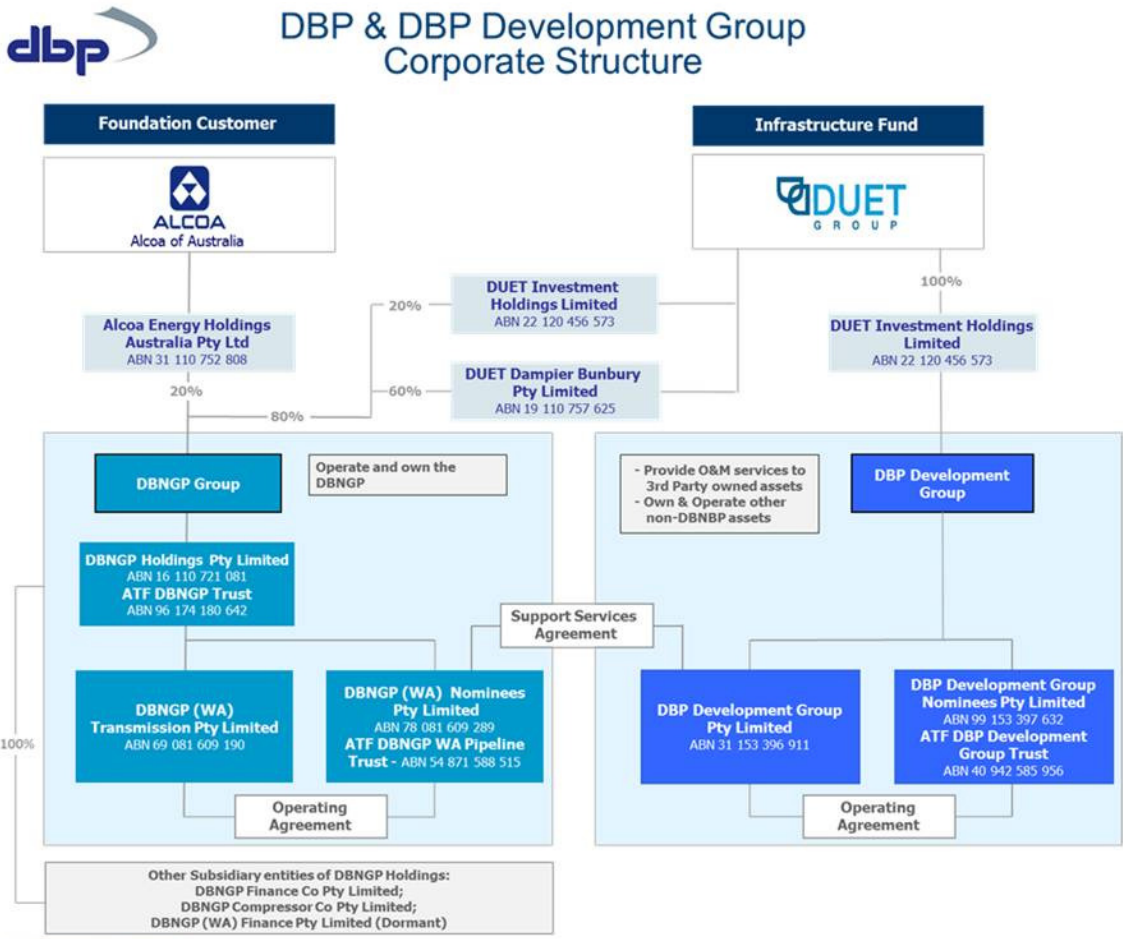 dbp
DBP & DBP Development Group
Corporate Structure
Foundation Customer
ALCOA
Alcoa of Australia
Infrastructure Fund
DUET
GROUP
100%
DUET Investment
Holdings Limited
ABN 22 120 456 573
20%
Alcoa Energy Holdings
Australia Pty Ltd
ABN 31 110 752 808
DUET Investment Holdings
Limited
ABN 22 120 456 573
DUET Dampier Bunbury
Pty Limited
ABN 19 110 757 625
60%
20%
80%
DBNGP Group
Operate and own the
DBNGP
- Provide O&M services to
3rd Party owned assets
- Own & Operate other
non-DBNBP assets
DBP Development
Group
DBNGP Holdings Pty Limited
ABN 16 110 721 081
ATF DBNGP Trust
ABN 96 174 180 642
Support Services
Agreement
DBNGP (WA)
Transmission Pty Limited
ABN 69 081 609 190
DBNGP (WA) Nominees
Pty Limited
ABN 78 081 609 289
ATF DBNGP WA Pipeline
Trust - ABN 54 871 588 515
DBP Development Group
Pty Limited
ABN 31 153 396 911
DBP Development Group
Nominees Pty Limited
ABN 99 153 397 632
ATF DBP Development
Group Trust
ABN 40 942 585 956
100%
Operating
Agreement
Operating
Agreement
Other Subsidiary entities of DBNGP Holdings:
DBNGP Finance Co Pty Limited;
DBNGP Compressor Co Pty Limited;
DBNGP (WA) Finance Pty Limited (Dormant)